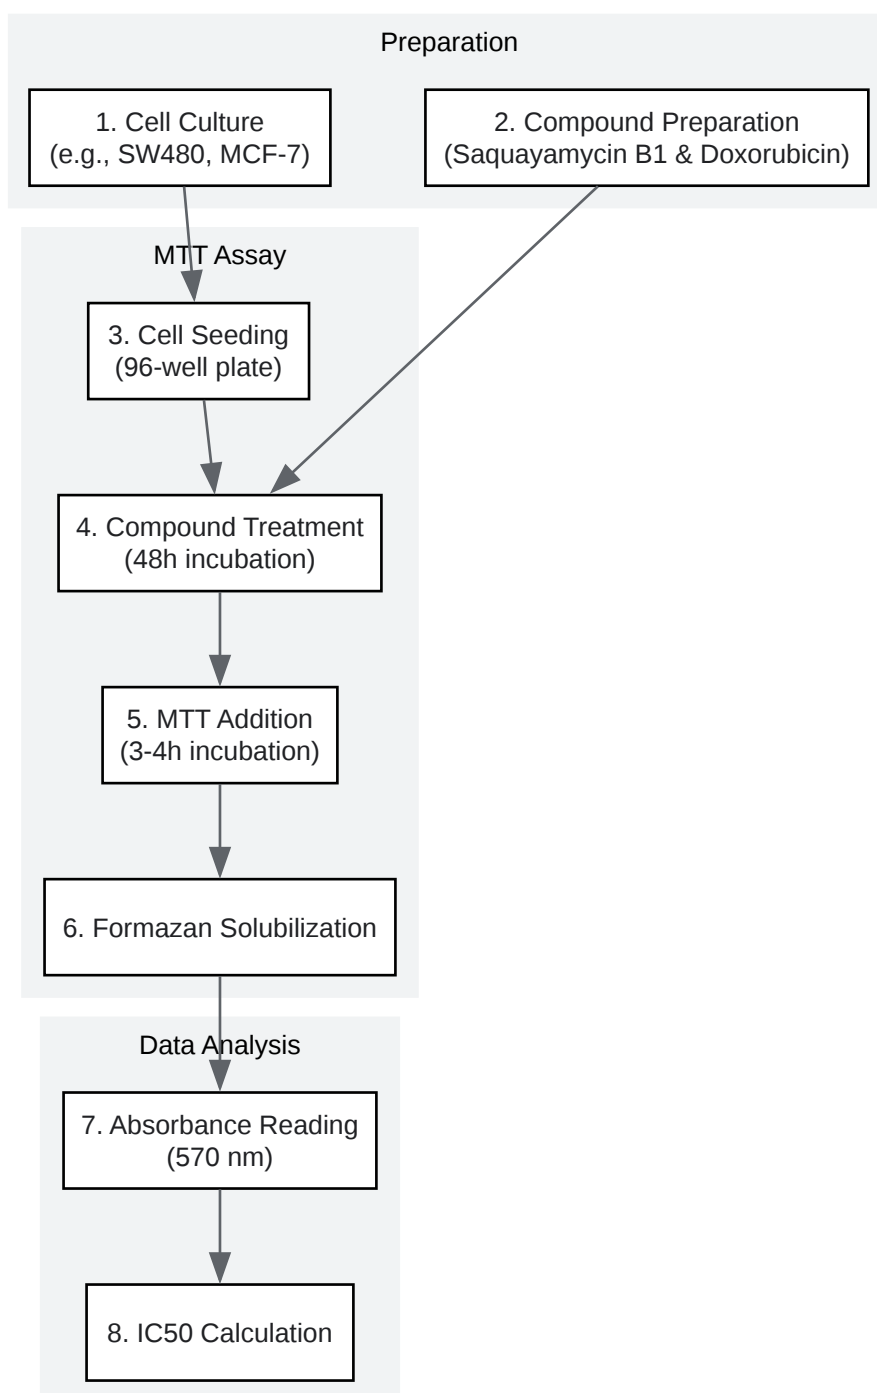 Preparation
1. Cell Culture
(e.g., SW480, MCF-7)
2. Compound Preparation
(Saquayamycin B1 & Doxorubicin)
MTT Assay
3. Cell Seeding
(96-well plate)
4. Compound Treatment
(48h incubation)
5. MTT Addition
(3-4h incubation)
6. Formazan Solubilization
Data Analysis
7. Absorbance Reading
(570 nm)
8. IC50 Calculation